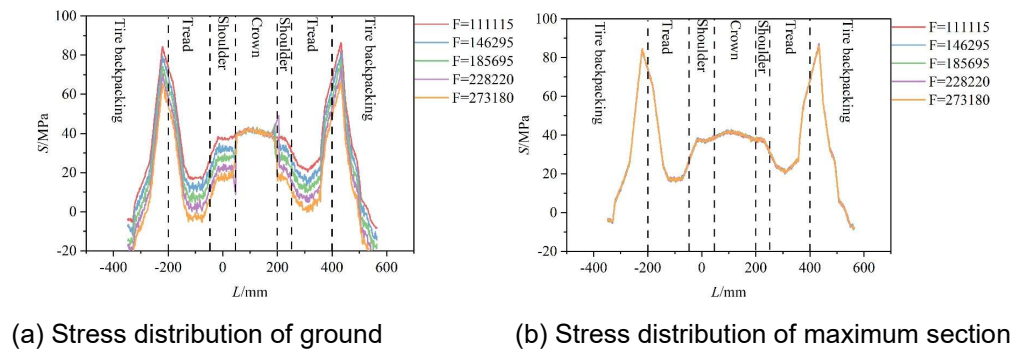 100
80
60
40
20
0
-20
S/MPa
-400
-200
0
200
400
600
L/mm
Tire backpacking
Tread
Shoulder
Crown
Shoulder
Tread
Tire backpacking
F=111115
F=146295
F=185695
F=228220
F=273180
(a) Stress distribution of ground
100
80
60
40
20
0
-20
S/MPa
-400
-200
0
200
400
600
L/mm
Tire backpacking
Tread
Shoulder
Crown
Shoulder
Tread
Tire backpacking
F=111115
F=146295
F=185695
F=228220
F=273180
(b) Stress distribution of maximum section